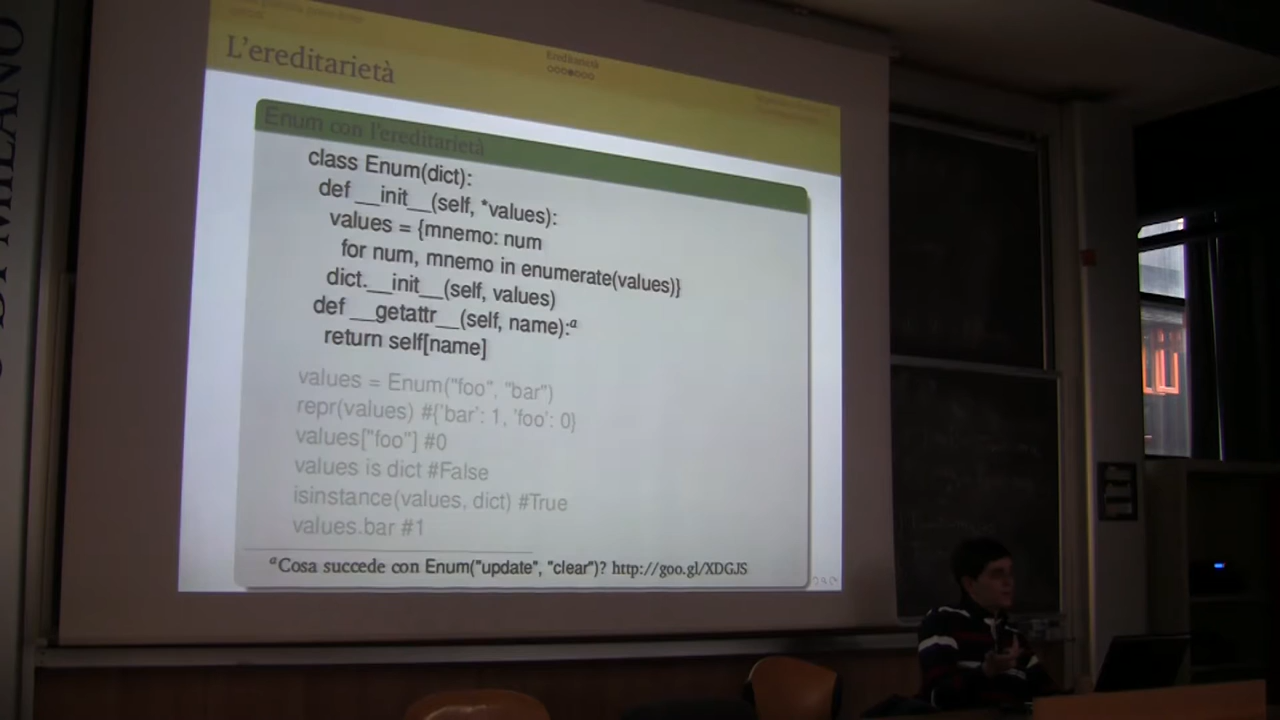 DI MILANO
L'ereditarietà
Ereditarietà
Enum con l'ereditarietà
class Enum(dict):
def __init__(self, *values):
values = {mnemo: num
for num, mnemo in enumerate(values)}
dict.__init__(self, values)
def __getattr__(self, name):a
return self[name]
values = Enum("foo", "bar")
repr(values) #{'bar': 1, 'foo': 0}
values["foo"] #0
values is dict #False
isinstance(values, dict) #True
values.bar #1
aCosa succede con Enum("update", "clear")? http://goo.gl/XDGJS